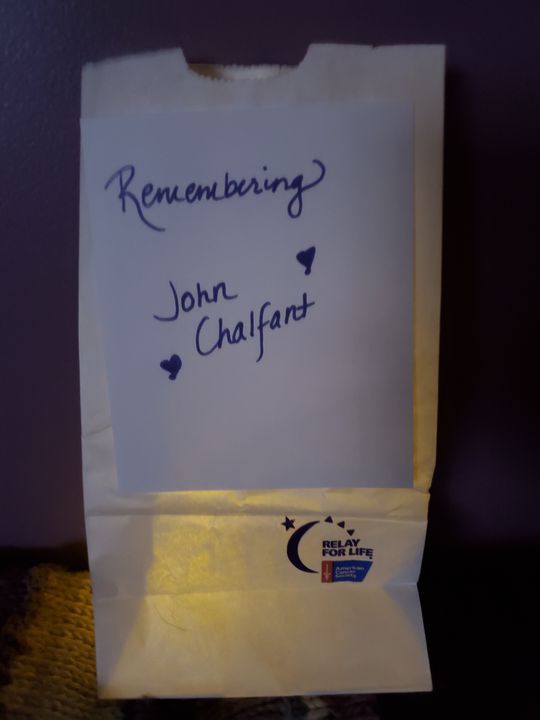 Remembering
John
Chalfant
RELAY
FOR LIFE
American
Cancer
Society